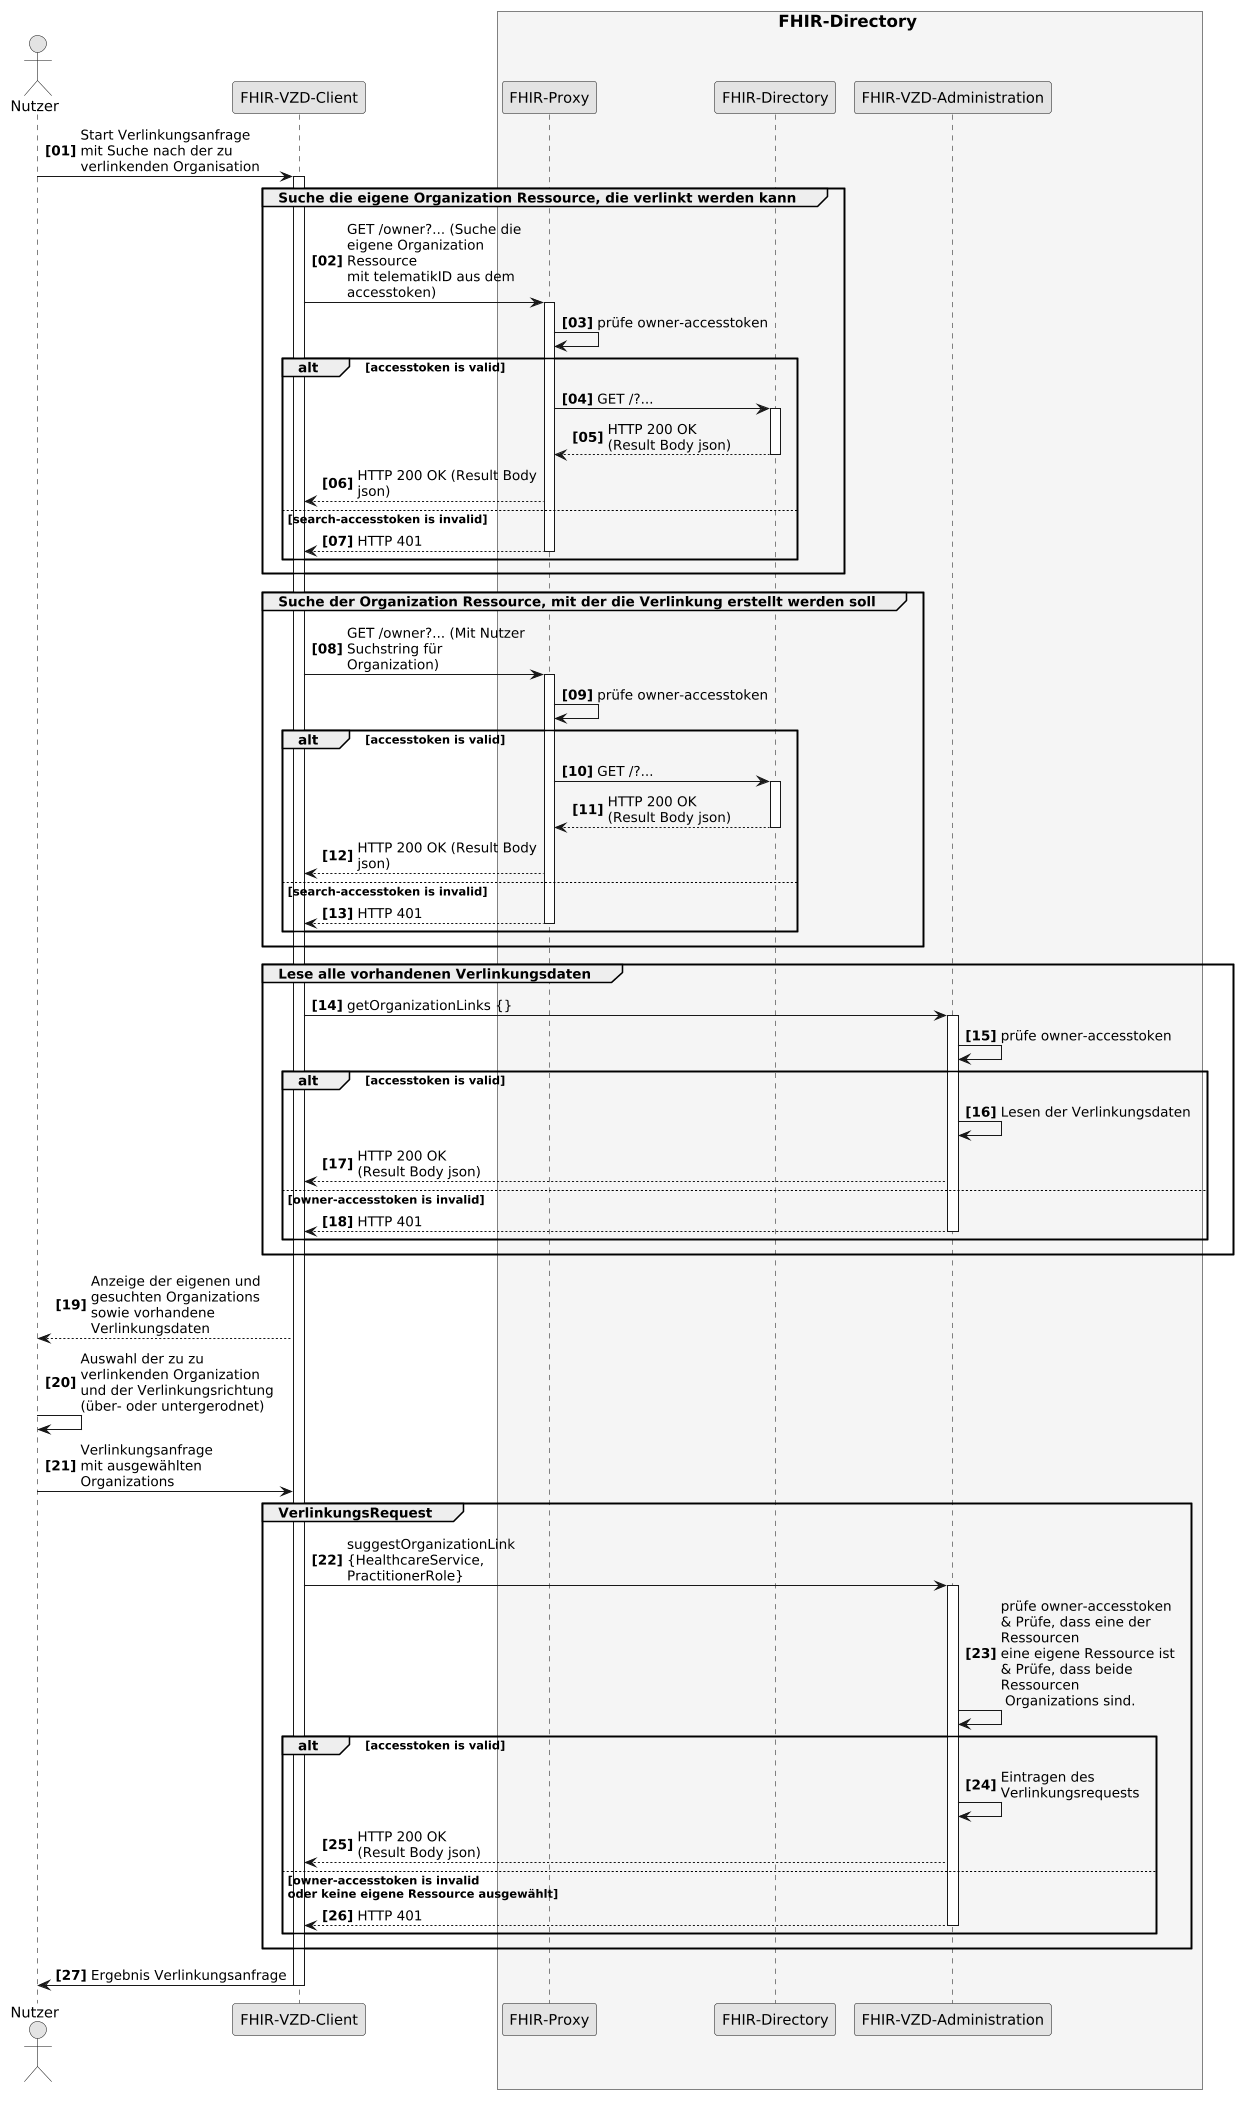 FHIR-Directory
Nutzer
FHIR-VZD-Client
FHIR-Proxy
FHIR-Directory
FHIR-VZD-Administration
[01] Start Verlinkungsanfrage
mit Suche nach der zu
verlinkenden Organisation
Suche die eigene Organization Ressource, die verlinkt werden kann
[02] GET /owner?... (Suche die
eigene Organization
Ressource
mit telematikID aus dem
accesstoken)
[03] prüfe owner-accesstoken
alt [accesstoken is valid]
[04] GET /?...
[05] HTTP 200 OK
(Result Body json)
[06] HTTP 200 OK (Result Body
json)
[search-accesstoken is invalid]
[07] HTTP 401
Suche der Organization Ressource, mit der die Verlinkung erstellt werden soll
[08] GET /owner?... (Mit Nutzer
Suchstring für
Organization)
[09] prüfe owner-accesstoken
alt [accesstoken is valid]
[10] GET /?...
[11] HTTP 200 OK
(Result Body json)
[12] HTTP 200 OK (Result Body
json)
[search-accesstoken is invalid]
[13] HTTP 401
Lese alle vorhandenen Verlinkungsdaten
[14] getOrganizationLinks {}
[15] prüfe owner-accesstoken
alt [accesstoken is valid]
[16] Lesen der Verlinkungsdaten
[17] HTTP 200 OK
(Result Body json)
[owner-accesstoken is invalid]
[18] HTTP 401
[19] Anzeige der eigenen und
gesuchten Organizations
sowie vorhandene
Verlinkungsdaten
[20] Auswahl der zu zu
verlinkenden Organization
und der Verlinkungsrichtung
(über- oder untergerodnet)
[21] Verlinkungsanfrage
mit ausgewählten
Organizations
VerlinkungsRequest
[22] suggestOrganizationLink
{HealthcareService,
PractitionerRole}
[23] prüfe owner-accesstoken
& Prüfe, dass eine der
Ressourcen
eine eigene Ressource ist
& Prüfe, dass beide
Ressourcen
Organizations sind.
alt [accesstoken is valid]
[24] Eintragen des
Verlinkungsrequests
[25] HTTP 200 OK
(Result Body json)
[owner-accesstoken is invalid
oder keine eigene Ressource ausgewählt]
[26] HTTP 401
[27] Ergebnis Verlinkungsanfrage
Nutzer
FHIR-VZD-Client
FHIR-Proxy
FHIR-Directory
FHIR-VZD-Administration